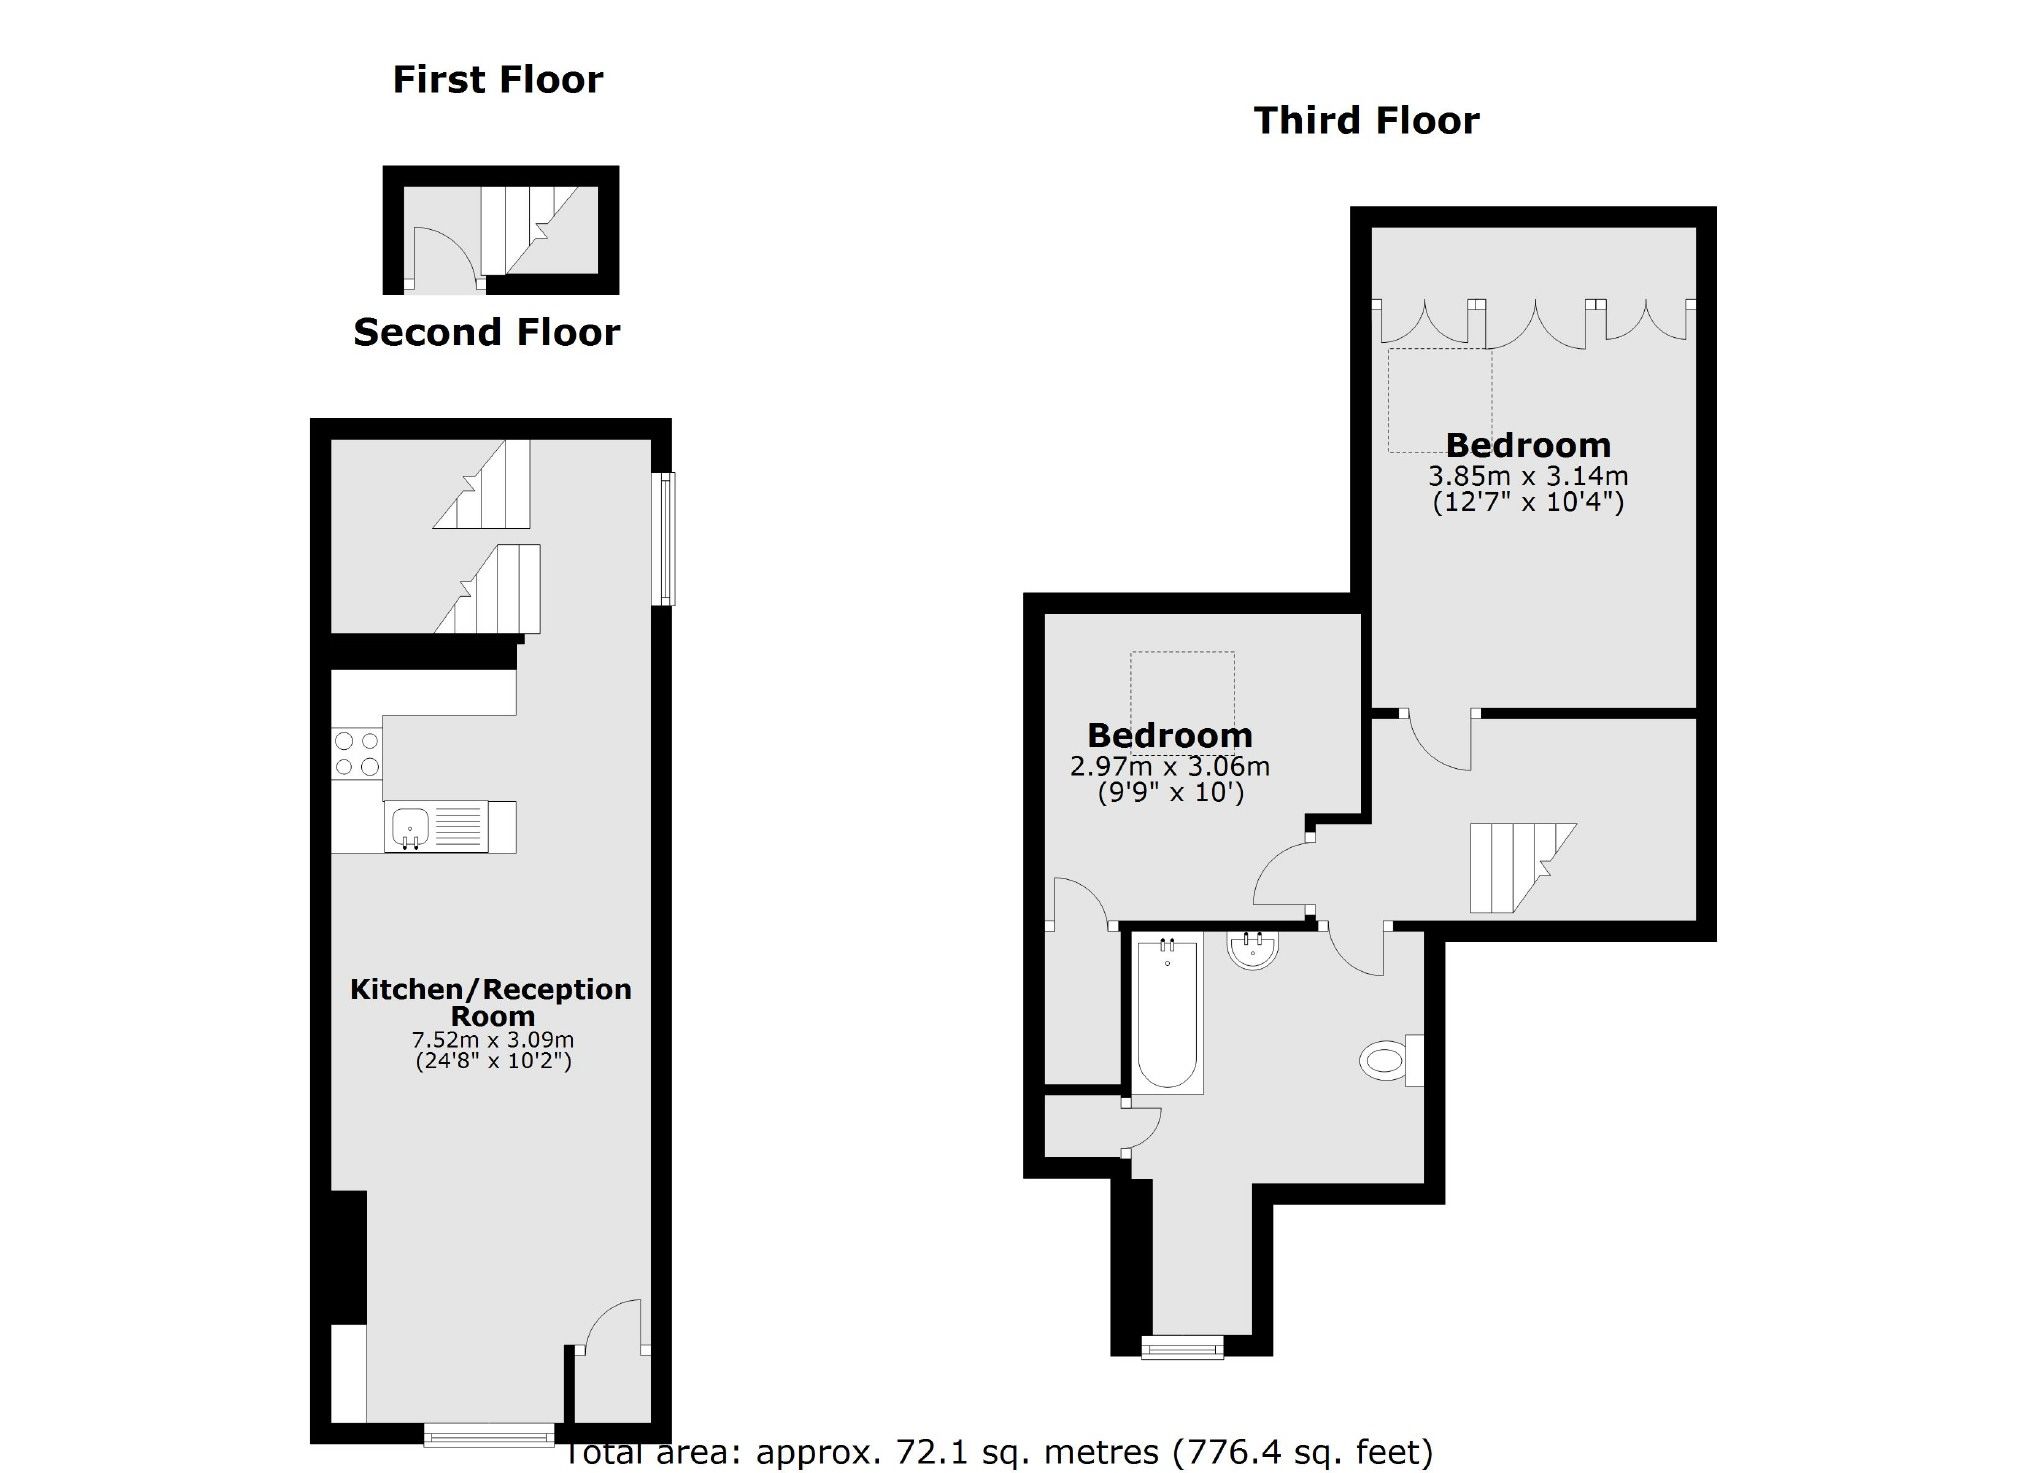 First Floor
Second Floor
Kitchen/Reception
Room
7.52m x 3.09m
(24'8" x 10'2")
Third Floor
Bedroom
3.85m x 3.14m
(12'7" x 10'4")
Bedroom
2.97m x 3.06m
(9'9" x 10')
Total area: approx. 72.1 sq. metres (776.4 sq. feet)